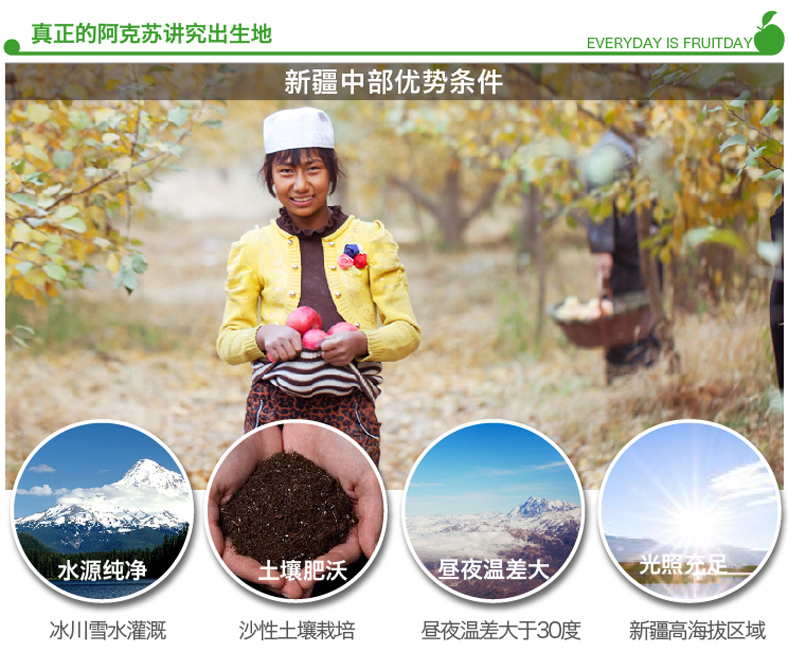 真正的阿克苏讲究出生地
EVERYDAY IS FRUITDAY
新疆中部优势条件
水源纯净
土壤肥沃
昼夜温差大
光照充足
冰川雪水灌溉
沙性土壤栽培
昼夜温差大于30度
新疆高海拔区域